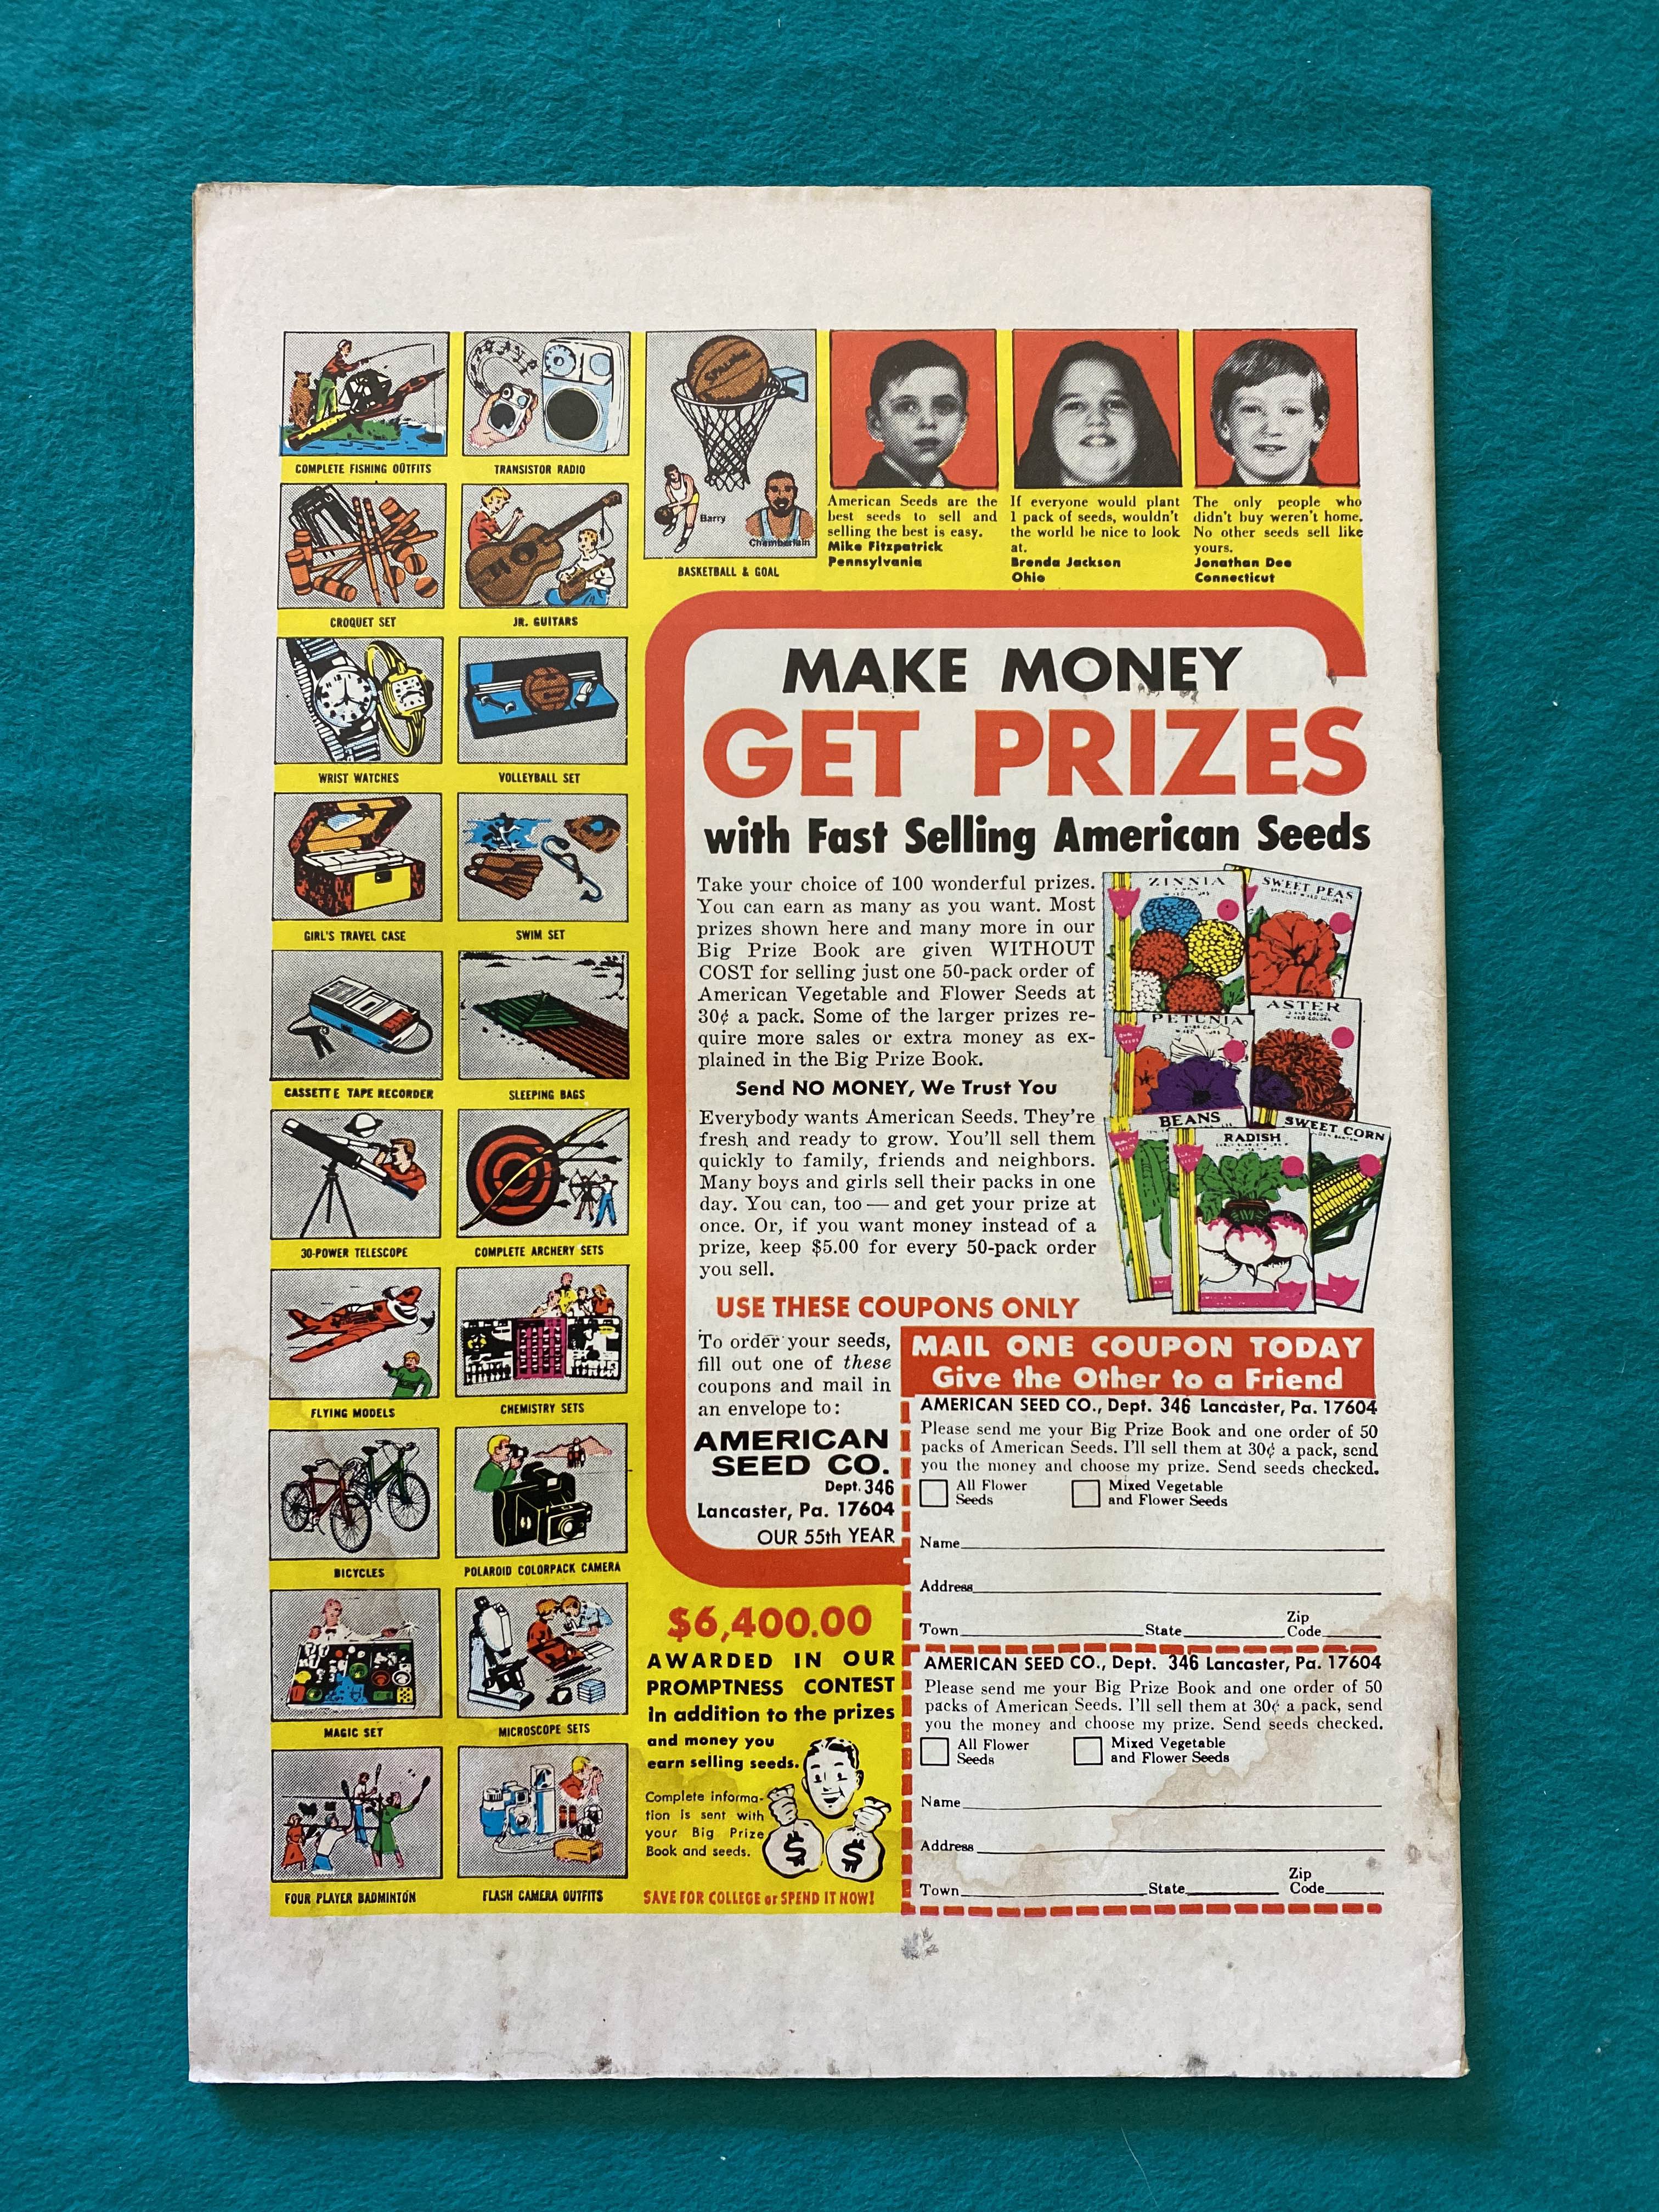 COMPLETE FISHING OUTFITS
TRANSISTOR RADIO
SPALDING
Barry
Chamberlain
BASKETBALL & GOAL
CROQUET SET
JR. GUITARS
WRIST WATCHES
VOLLEYBALL SET
GIRL'S TRAVEL CASE
SWIM SET
CASSETTE TAPE RECORDER
SLEEPING BAGS
30-POWER TELESCOPE
COMPLETE ARCHERY SETS
FLYING MODELS
CHEMISTRY SETS
BICYCLES
POLAROID COLORPACK CAMERA
MAGIC SET
MICROSCOPE SETS
FOUR PLAYER BADMINTON
FLASH CAMERA OUTFITS
American Seeds are the
best seeds to sell and
selling the best is easy.
Mike Fitzpatrick
Pennsylvania
If everyone would plant
1 pack of seeds, wouldn't
the world be nice to look
at.
Brenda Jackson
Ohio
The only people who
didn't buy weren't home.
No other seeds sell like
yours.
Jonathan Dee
Connecticut
MAKE MONEY
GET PRIZES
with Fast Selling American Seeds
Take your choice of 100 wonderful prizes.
You can earn as many as you want. Most
prizes shown here and many more in our
Big Prize Book are given WITHOUT
COST for selling just one 50-pack order of
American Vegetable and Flower Seeds at
30¢ a pack. Some of the larger prizes re-
quire more sales or extra money as ex-
plained in the Big Prize Book.
Send NO MONEY, We Trust You
Everybody wants American Seeds. They're
fresh and ready to grow. You'll sell them
quickly to family, friends and neighbors.
Many boys and girls sell their packs in one
day. You can, too — and get your prize at
once. Or, if you want money instead of a
prize, keep $5.00 for every 50-pack order
you sell.
ZINNIA
SWEET PEAS
PETUNIA
ASTER
BEANS
RADISH
SWEET CORN
USE THESE COUPONS ONLY
To order your seeds,
fill out one of these
coupons and mail in
an envelope to:
AMERICAN
SEED CO.
Dept. 346
Lancaster, Pa. 17604
OUR 55th YEAR
MAIL ONE COUPON TODAY
Give the Other to a Friend
AMERICAN SEED CO., Dept. 346 Lancaster, Pa. 17604
Please send me your Big Prize Book and one order of 50
packs of American Seeds. I'll sell them at 30¢ a pack, send
you the money and choose my prize. Send seeds checked.
All Flower Seeds
Mixed Vegetable and Flower Seeds
Name
Address
Town State Zip Code
AMERICAN SEED CO., Dept. 346 Lancaster, Pa. 17604
Please send me your Big Prize Book and one order of 50
packs of American Seeds. I'll sell them at 30¢ a pack, send
you the money and choose my prize. Send seeds checked.
All Flower Seeds
Mixed Vegetable and Flower Seeds
Name
Address
Town State Zip Code
$6,400.00
AWARDED IN OUR
PROMPTNESS CONTEST
in addition to the prizes
and money you
earn selling seeds.
Complete informa-
tion is sent with
your Big Prize
Book and seeds.
$ $
SAVE FOR COLLEGE or SPEND IT NOW!